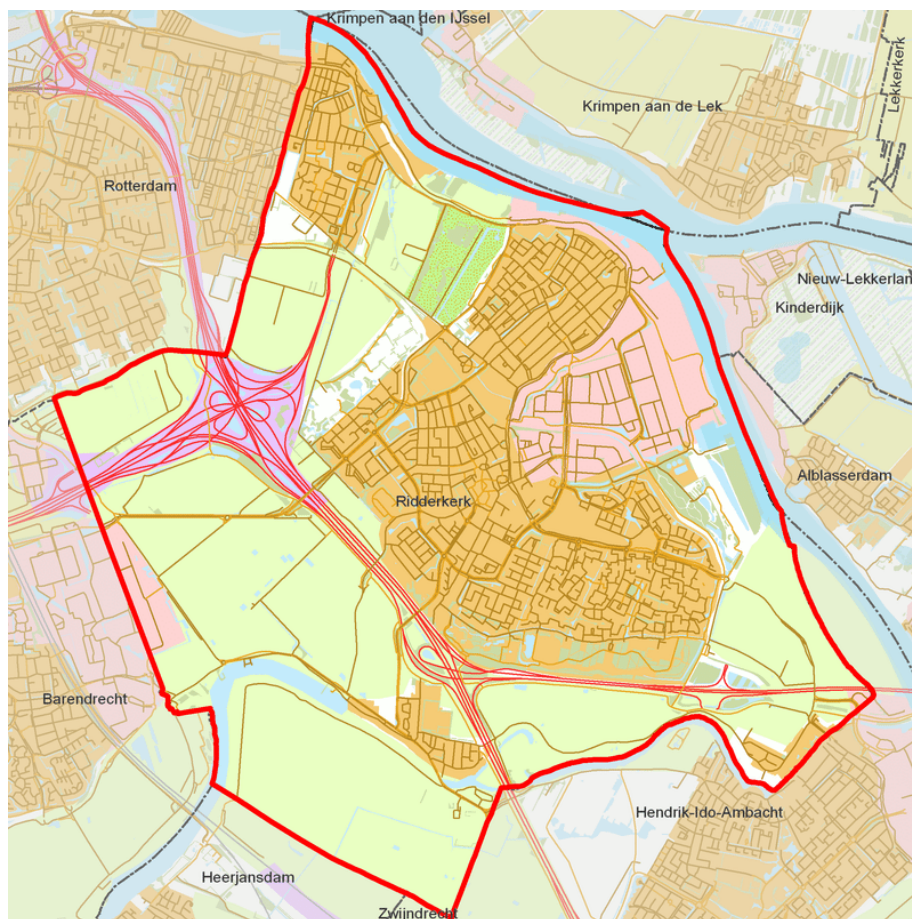 Krimpen aan den IJssel
Krimpen aan de Lek
Lekkerkerk
Rotterdam
Nieuw-Lekkerlan
Kinderdijk
Alblasserdam
Ridderkerk
Barendrecht
Hendrik-Ido-Ambacht
Heerjansdam
Zwijndrecht